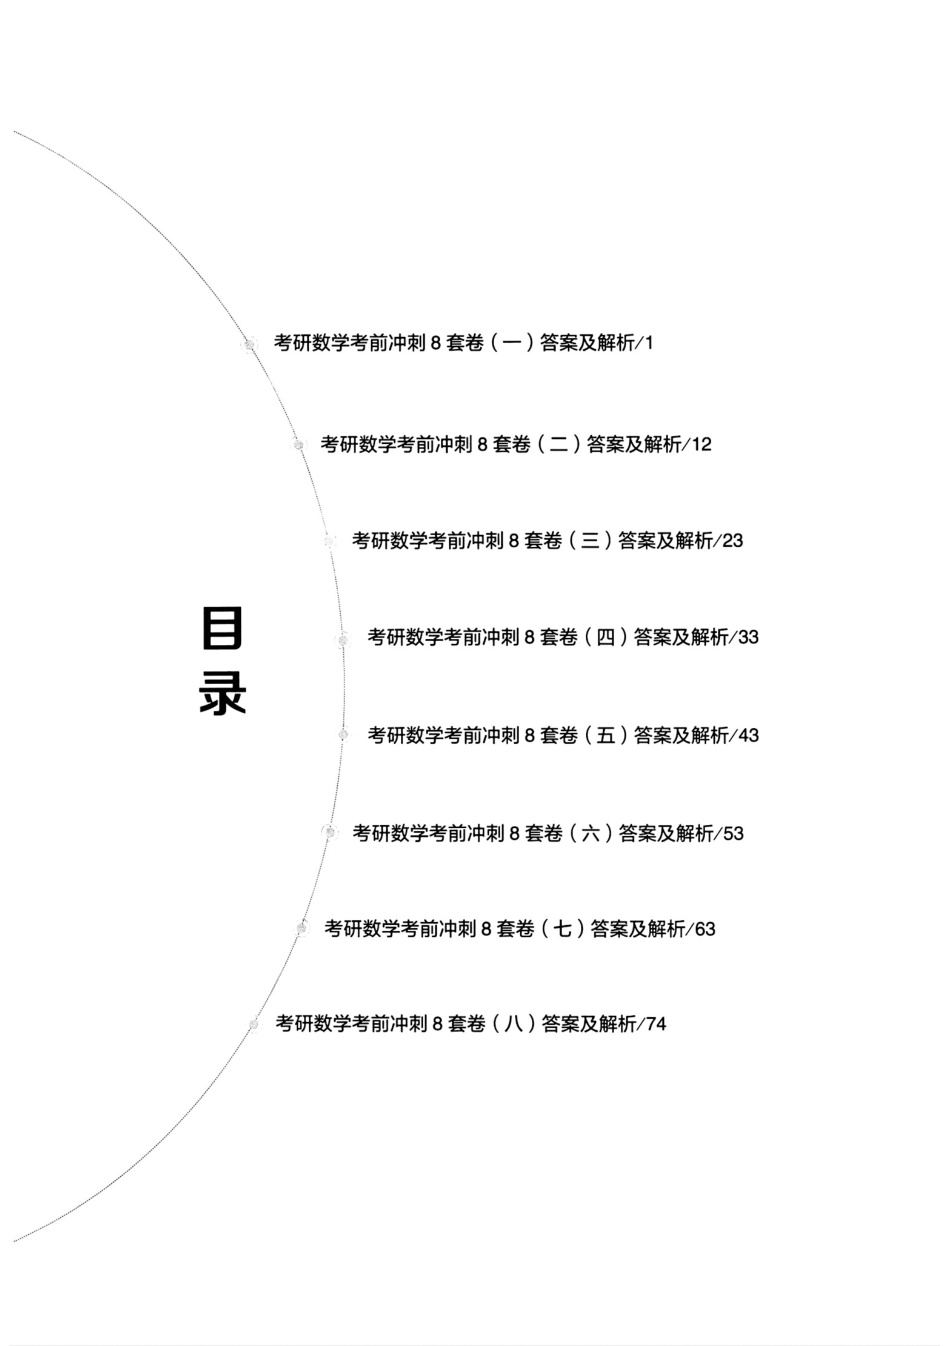 目录
考研数学考前冲刺8套卷（一）答案及解析/1
考研数学考前冲刺8套卷（二）答案及解析/12
考研数学考前冲刺8套卷（三）答案及解析/23
考研数学考前冲刺8套卷（四）答案及解析/33
考研数学考前冲刺8套卷（五）答案及解析/43
考研数学考前冲刺8套卷（六）答案及解析/53
考研数学考前冲刺8套卷（七）答案及解析/63
考研数学考前冲刺8套卷（八）答案及解析/74